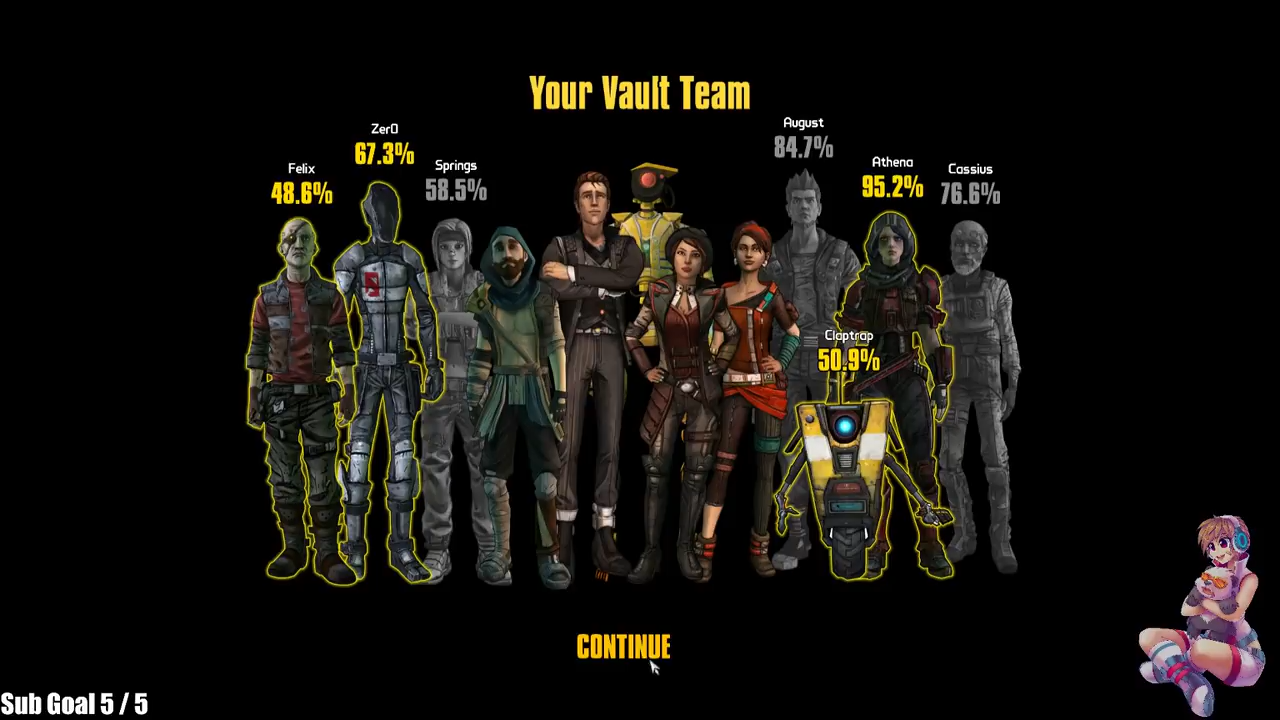 Your Vault Team
Felix
48.6%
Zer0
67.3%
Springs
58.5%
August
84.7%
Athena
95.2%
Cassius
76.6%
Claptrap
50.9%
CONTINUE
Sub Goal 5 / 5